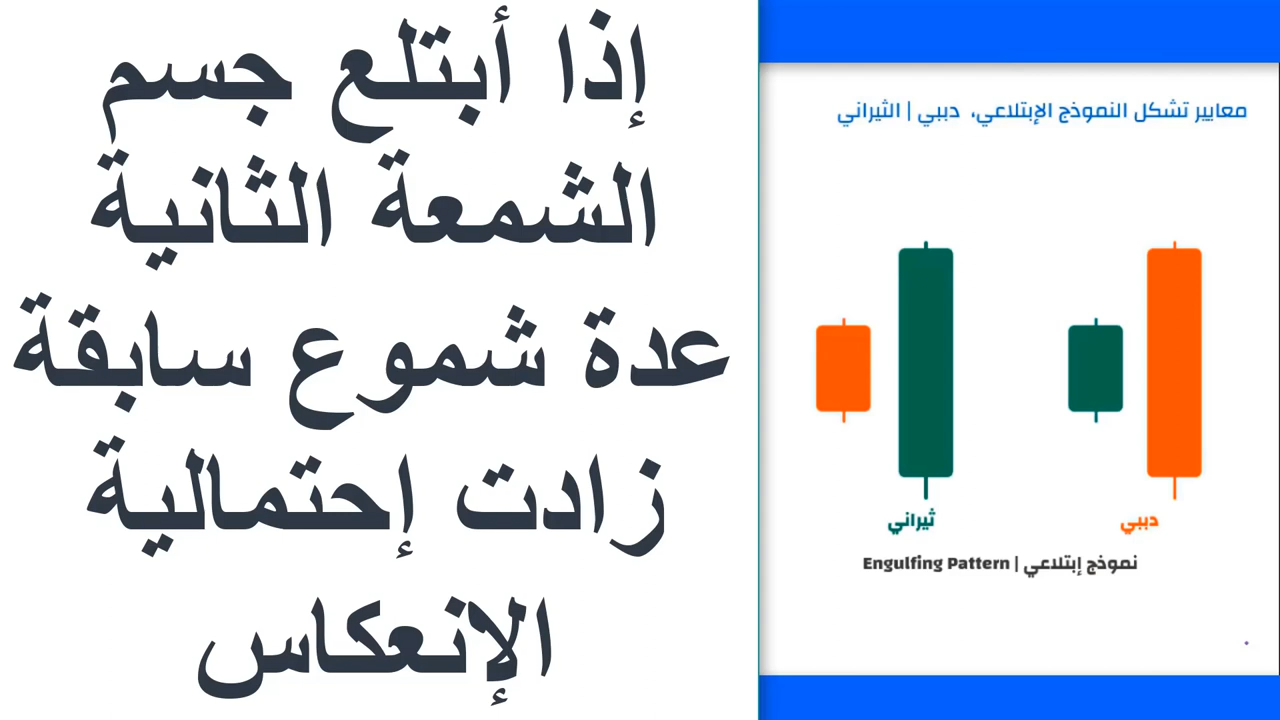 إذا أبتلع جسم
الشمعة الثانية
عدة شموع سابقة
زادت إحتمالية
الإنعكاس
معايير تشكل النموذج الإبتلاعي، دببي | الثيراني
ثيراني
دببي
نموذج إبتلاعي | Engulfing Pattern